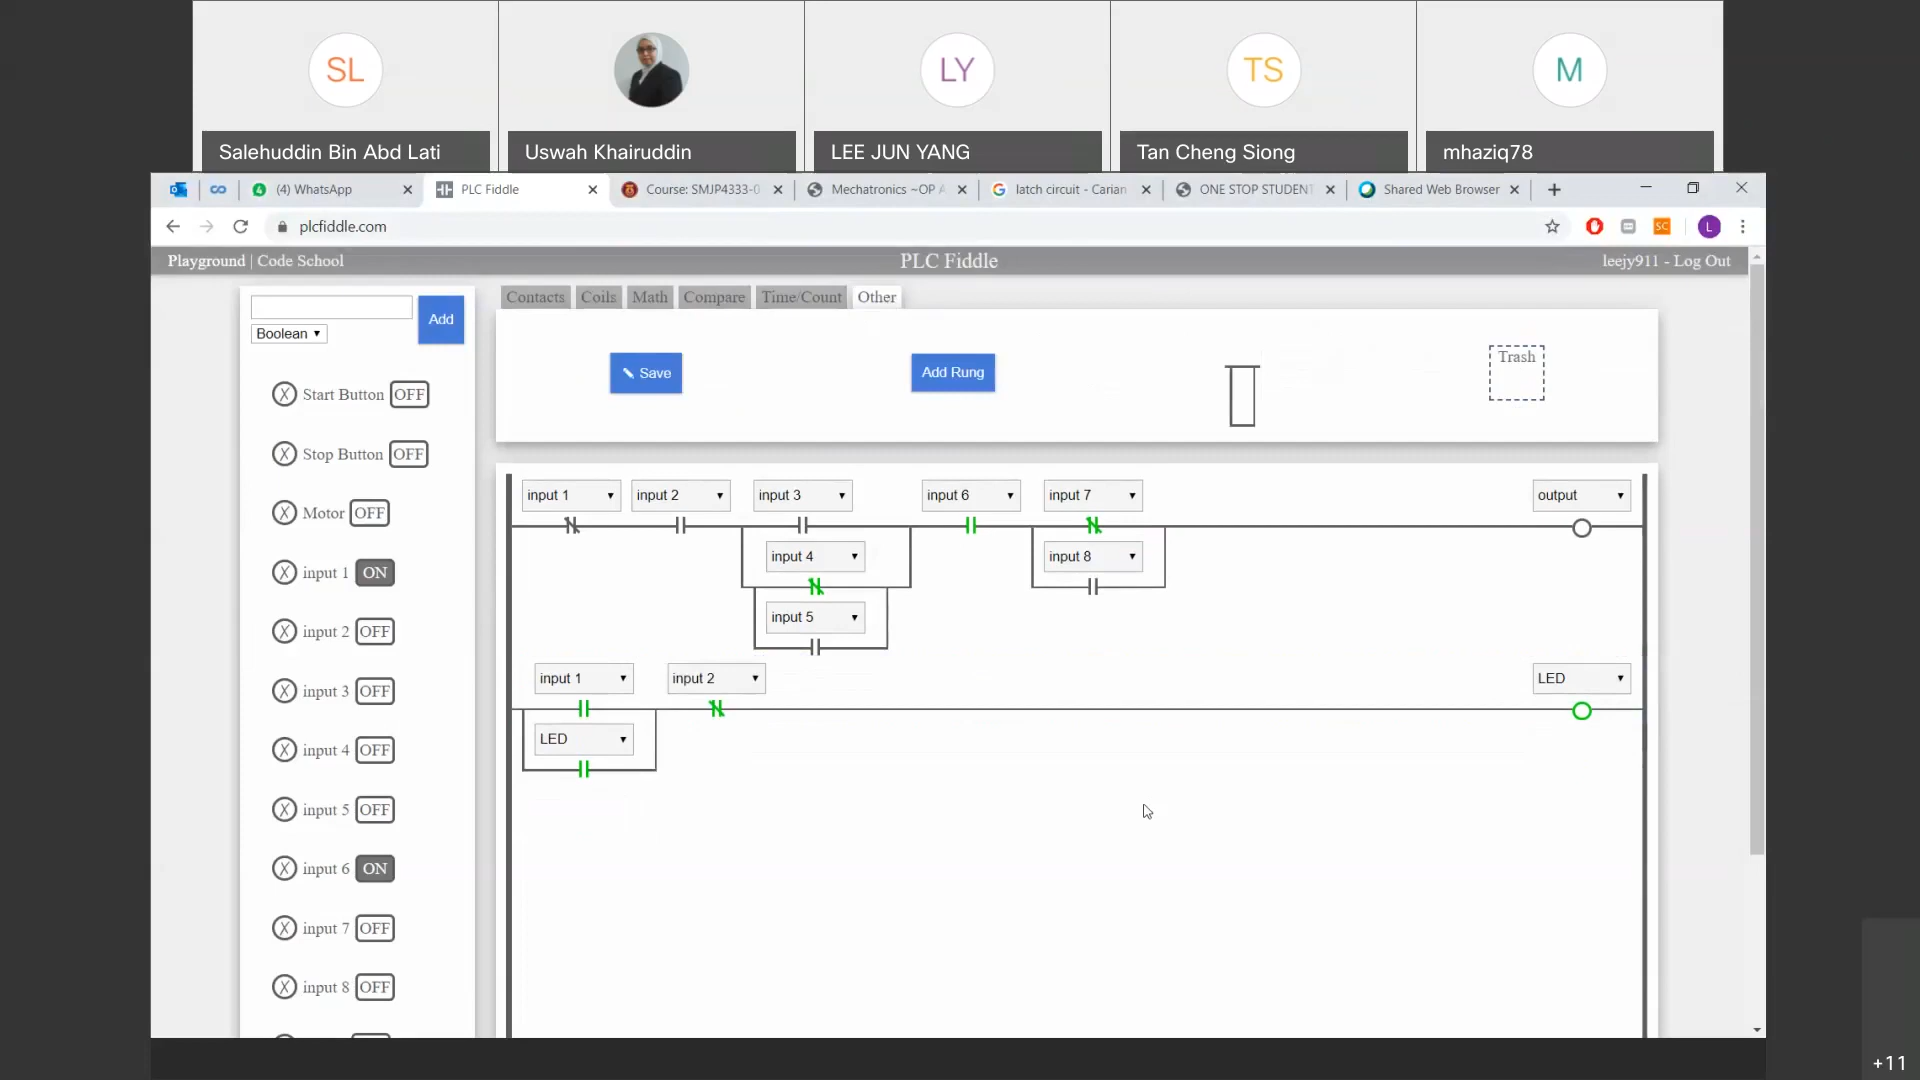 SL
LY
TS
M
Salehuddin Bin Abd Lati
Uswah Khairuddin
LEE JUN YANG
Tan Cheng Siong
mhaziq78
(4) WhatsApp
PLC Fiddle
Course: SMJP4333-0
Mechatronics ~OP A
latch circuit - Carian
ONE STOP STUDENT
Shared Web Browser
plcfiddle.com
SC
L
Playground | Code School
PLC Fiddle
leejy911 - Log Out
Contacts
Coils
Math
Compare
Time/Count
Other
Boolean
Add
Save
Add Rung
Trash
X Start Button OFF
X Stop Button OFF
X Motor OFF
X input 1 ON
X input 2 OFF
X input 3 OFF
X input 4 OFF
X input 5 OFF
X input 6 ON
X input 7 OFF
X input 8 OFF
input 1
input 2
input 3
input 6
input 7
output
input 4
input 8
input 5
input 1
input 2
LED
LED
+11